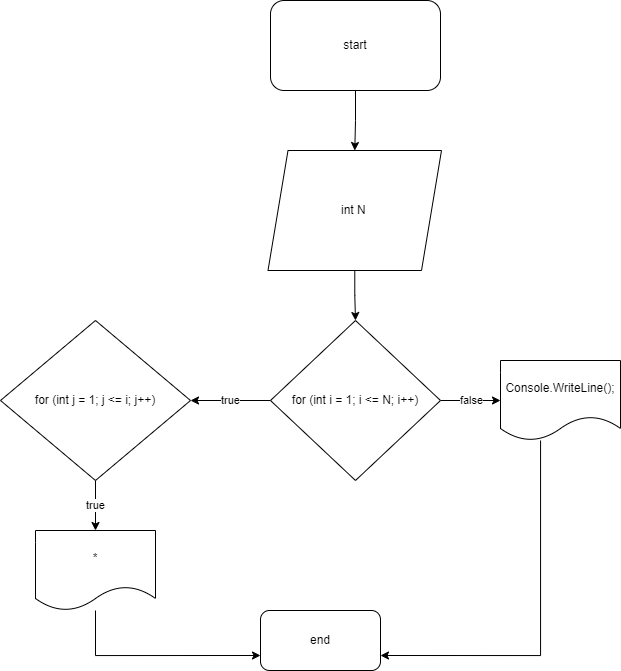 start
int N
for (int j = 1; j <= i; j++)
true
for (int i = 1; i <= N; i++)
false
Console.WriteLine();
true
*
end